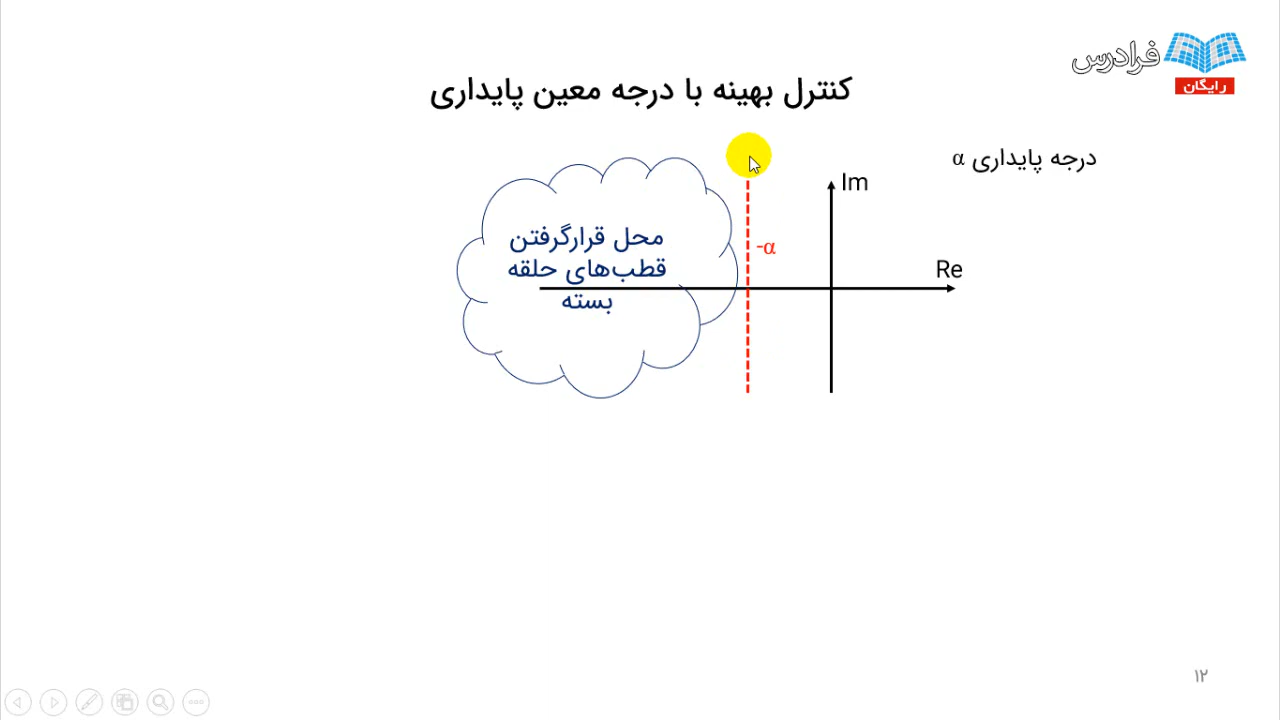 فرادرس
رایگان
کنترل بهینه با درجه معین پایداری
درجه پایداری α
Im
محل قرارگرفتن
قطب‌های حلقه
بسته
-α
Re
۱۲